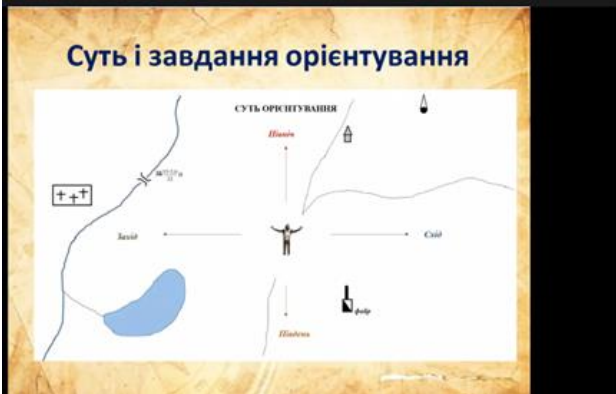 Суть і завдання орієнтування
СУТЬ ОРІЄНТУВАННЯ
Північ
Захід
Схід
фабр
Південь